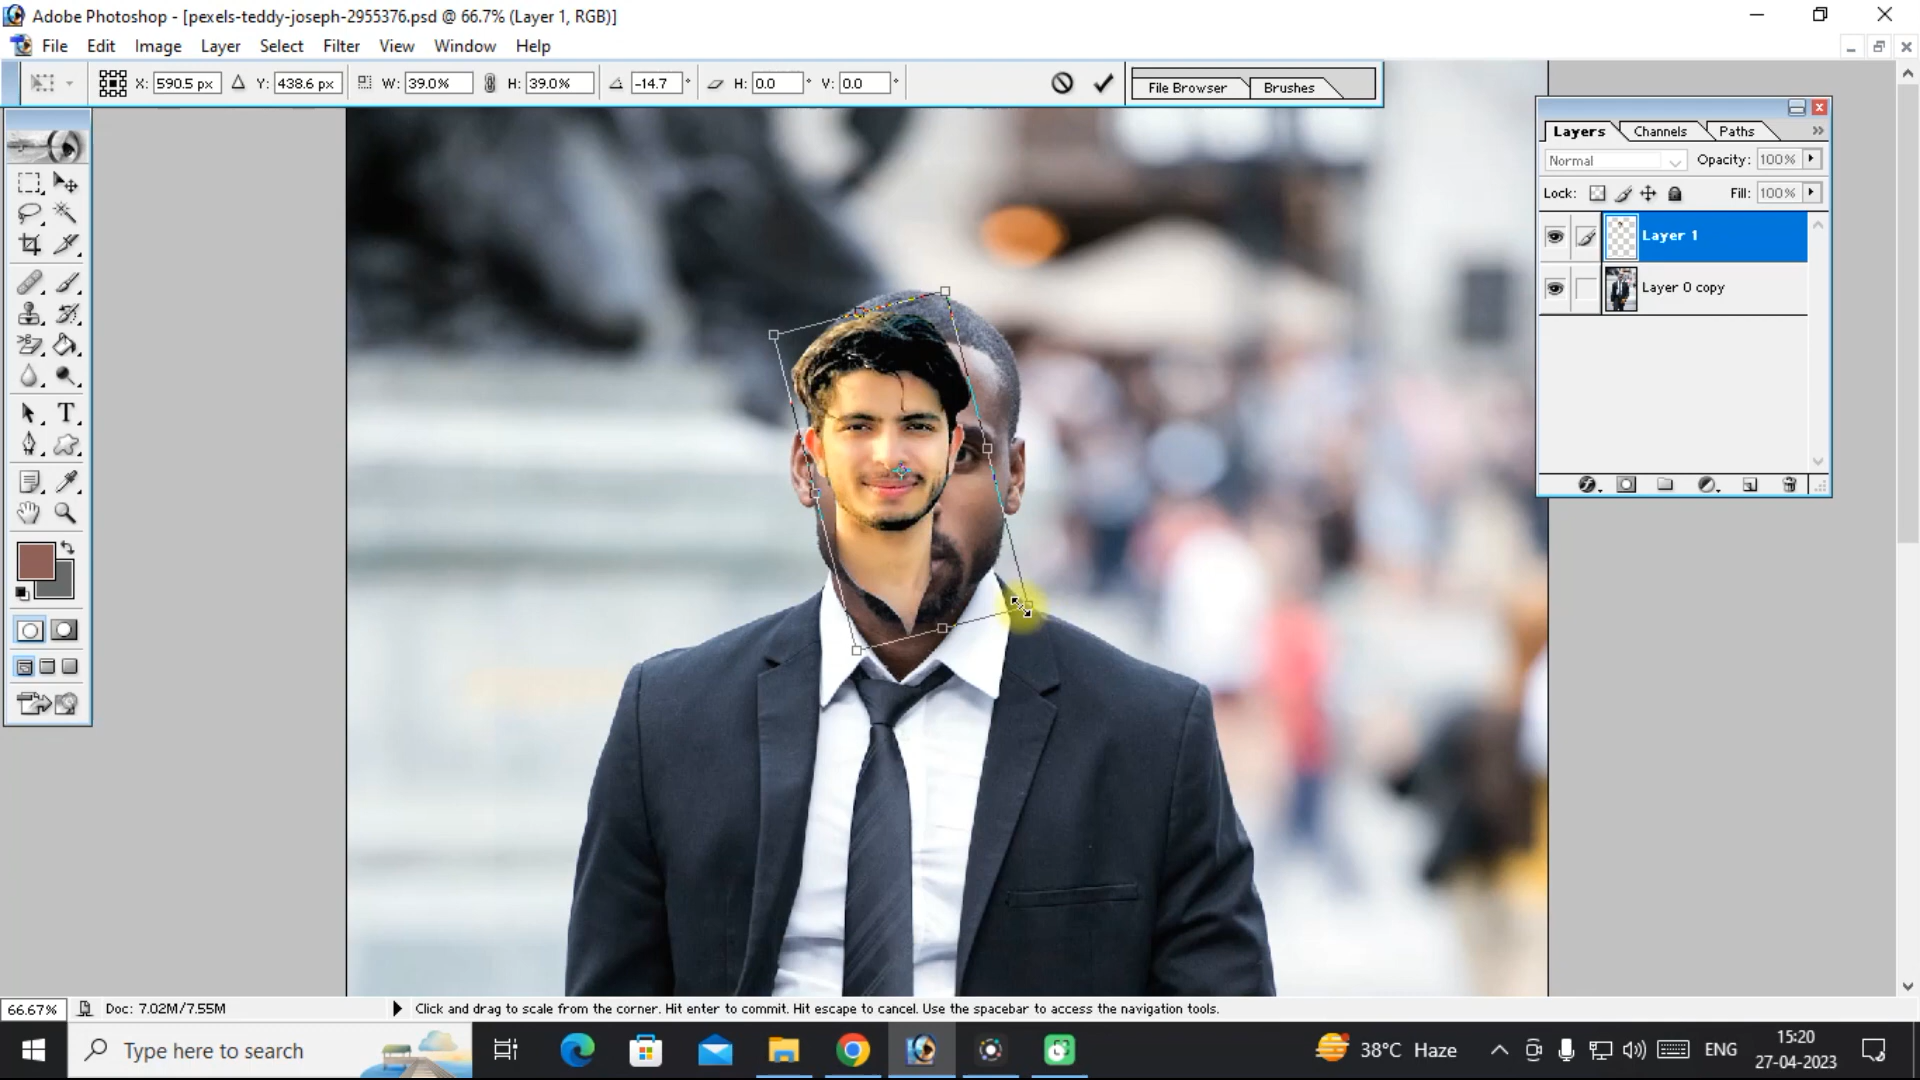 Adobe Photoshop - [pexels-teddy-joseph-2955376.psd @ 66.7% (Layer 1, RGB)]
File Edit Image Layer Select Filter View Window Help
X: 590.5 px Y: 438.6 px W: 39.0% H: 39.0% -14.7 ° H: 0.0 ° V: 0.0 ° File Browser Brushes
Layers Channels Paths
Normal Opacity: 100%
Lock: Fill: 100%
Layer 1
Layer 0 copy
T
66.67% Doc: 7.02M/7.55M Click and drag to scale from the corner. Hit enter to commit. Hit escape to cancel. Use the spacebar to access the navigation tools.
Type here to search 38°C Haze ENG 15:20
27-04-2023